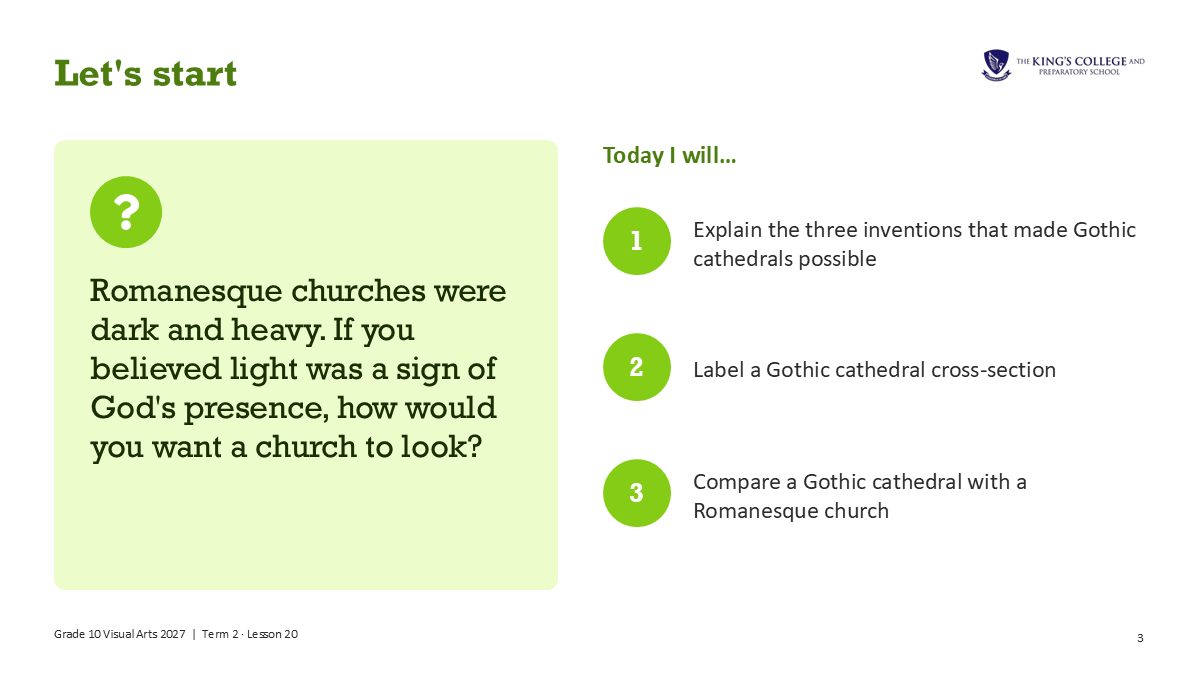 Let's start
THE KING'S COLLEGE AND
PREPARATORY SCHOOL
?
Romanesque churches were
dark and heavy. If you
believed light was a sign of
God's presence, how would
you want a church to look?
Today I will...
1
Explain the three inventions that made Gothic
cathedrals possible
2
Label a Gothic cathedral cross-section
3
Compare a Gothic cathedral with a
Romanesque church
Grade 10 Visual Arts 2027 | Term 2 · Lesson 20
3